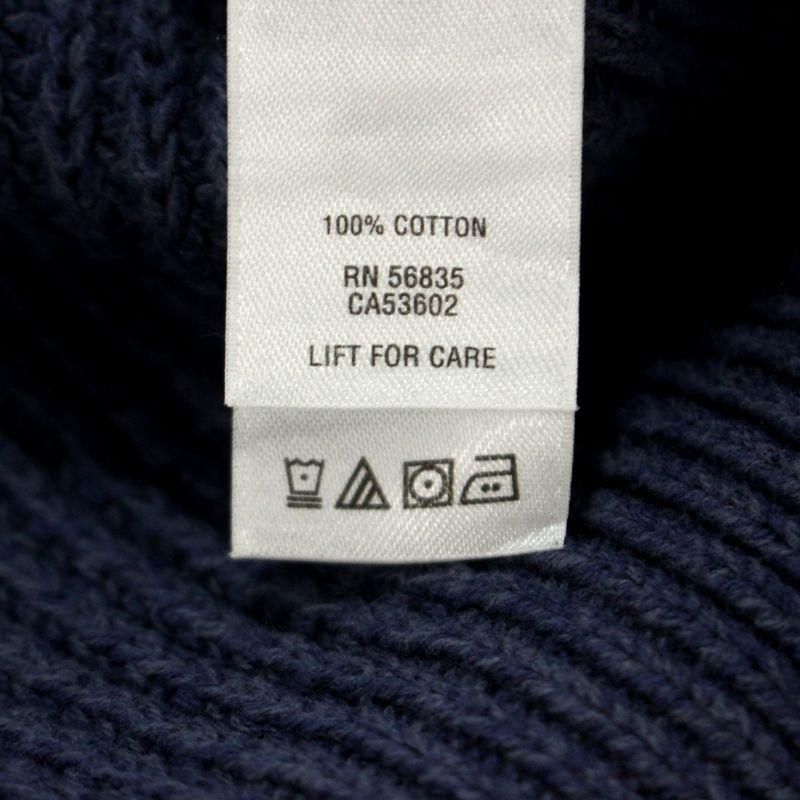 100% COTTON
RN 56835
CA53602
LIFT FOR CARE